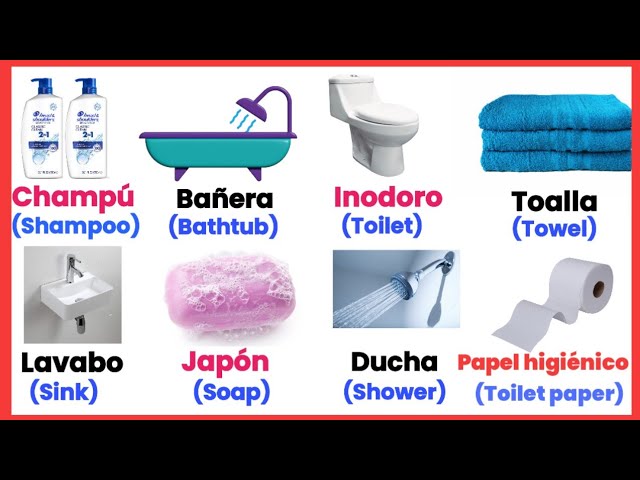 Champú
(Shampoo)
Bañera
(Bathtub)
Inodoro
(Toilet)
Toalla
(Towel)
Lavabo
(Sink)
Japón
(Soap)
Ducha
(Shower)
Papel higiénico
(Toilet paper)
head & shoulders
2in1
head & shoulders
2in1